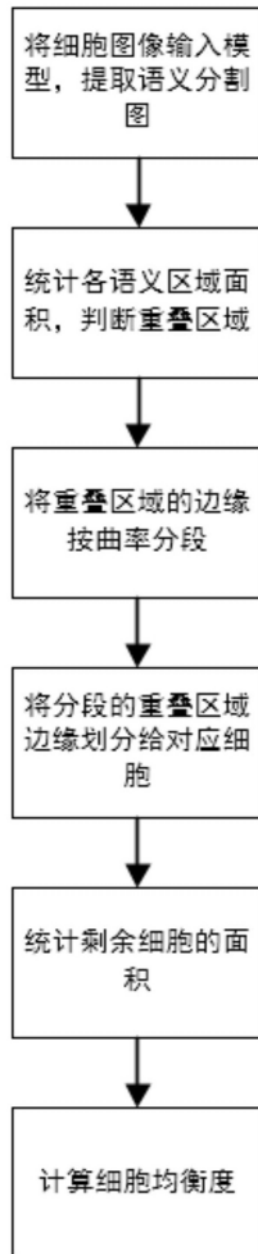 将细胞图像输入模
型，提取语义分割
图
统计各语义区域面
积，判断重叠区域
将重叠区域的边缘
按曲率分段
将分段的重叠区域
边缘划分给对应细
胞
统计剩余细胞的面
积
计算细胞均衡度